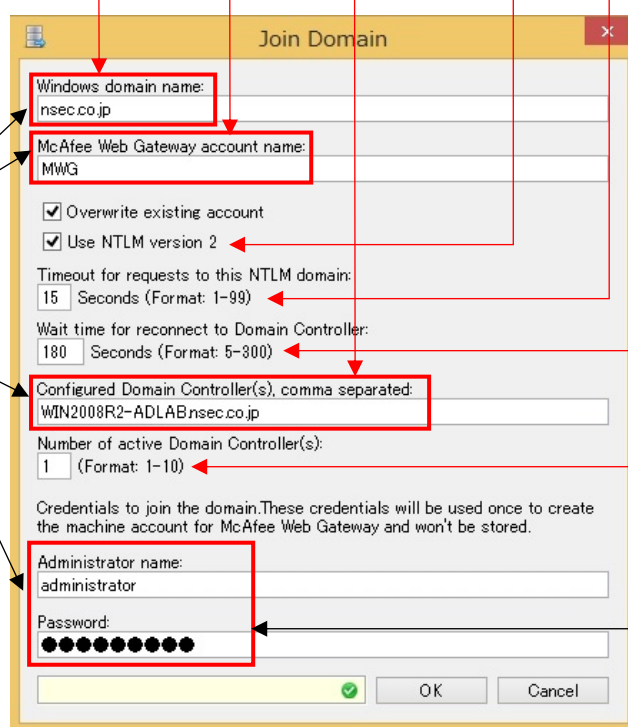 Join Domain
Windows domain name:
nsec.co.jp
McAfee Web Gateway account name:
MWG
Overwrite existing account
Use NTLM version 2
Timeout for requests to this NTLM domain:
15 Seconds (Format: 1-99)
Wait time for reconnect to Domain Controller:
180 Seconds (Format: 5-300)
Configured Domain Controller(s), comma separated:
WIN2008R2-ADLAB.nsec.co.jp
Number of active Domain Controller(s):
1 (Format: 1-10)
Credentials to join the domain.These credentials will be used once to create
the machine account for McAfee Web Gateway and won't be stored.
Administrator name:
administrator
Password:
●●●●●●●●●
OK Cancel